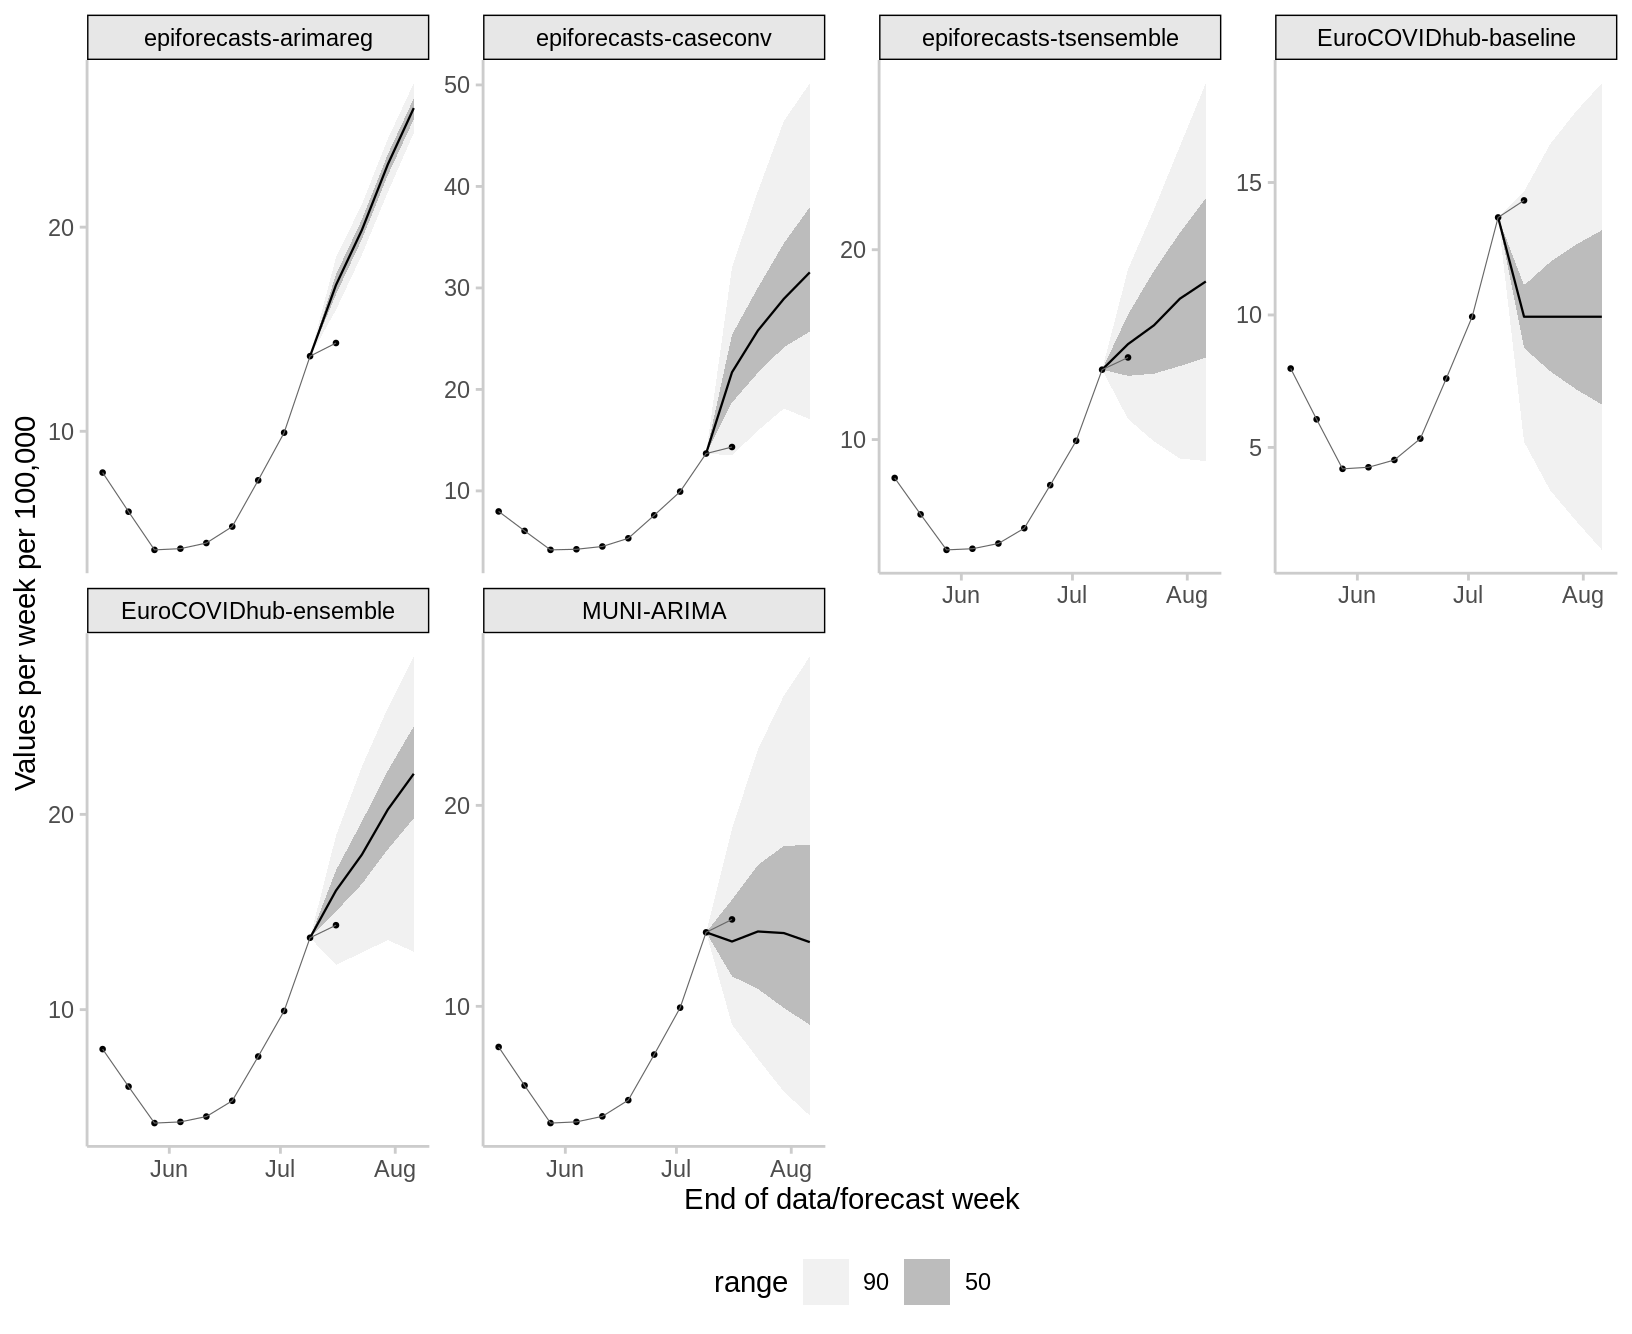 epiforecasts-arimareg
epiforecasts-caseconv
epiforecasts-tsensemble
EuroCOVIDhub-baseline
20
10
50
40
30
20
10
20
10
15
10
5
Jun Jul Aug
Jun Jul Aug
Values per week per 100,000
EuroCOVIDhub-ensemble
MUNI-ARIMA
20
10
20
10
Jun Jul Aug
Jun Jul Aug
End of data/forecast week
range 90 50